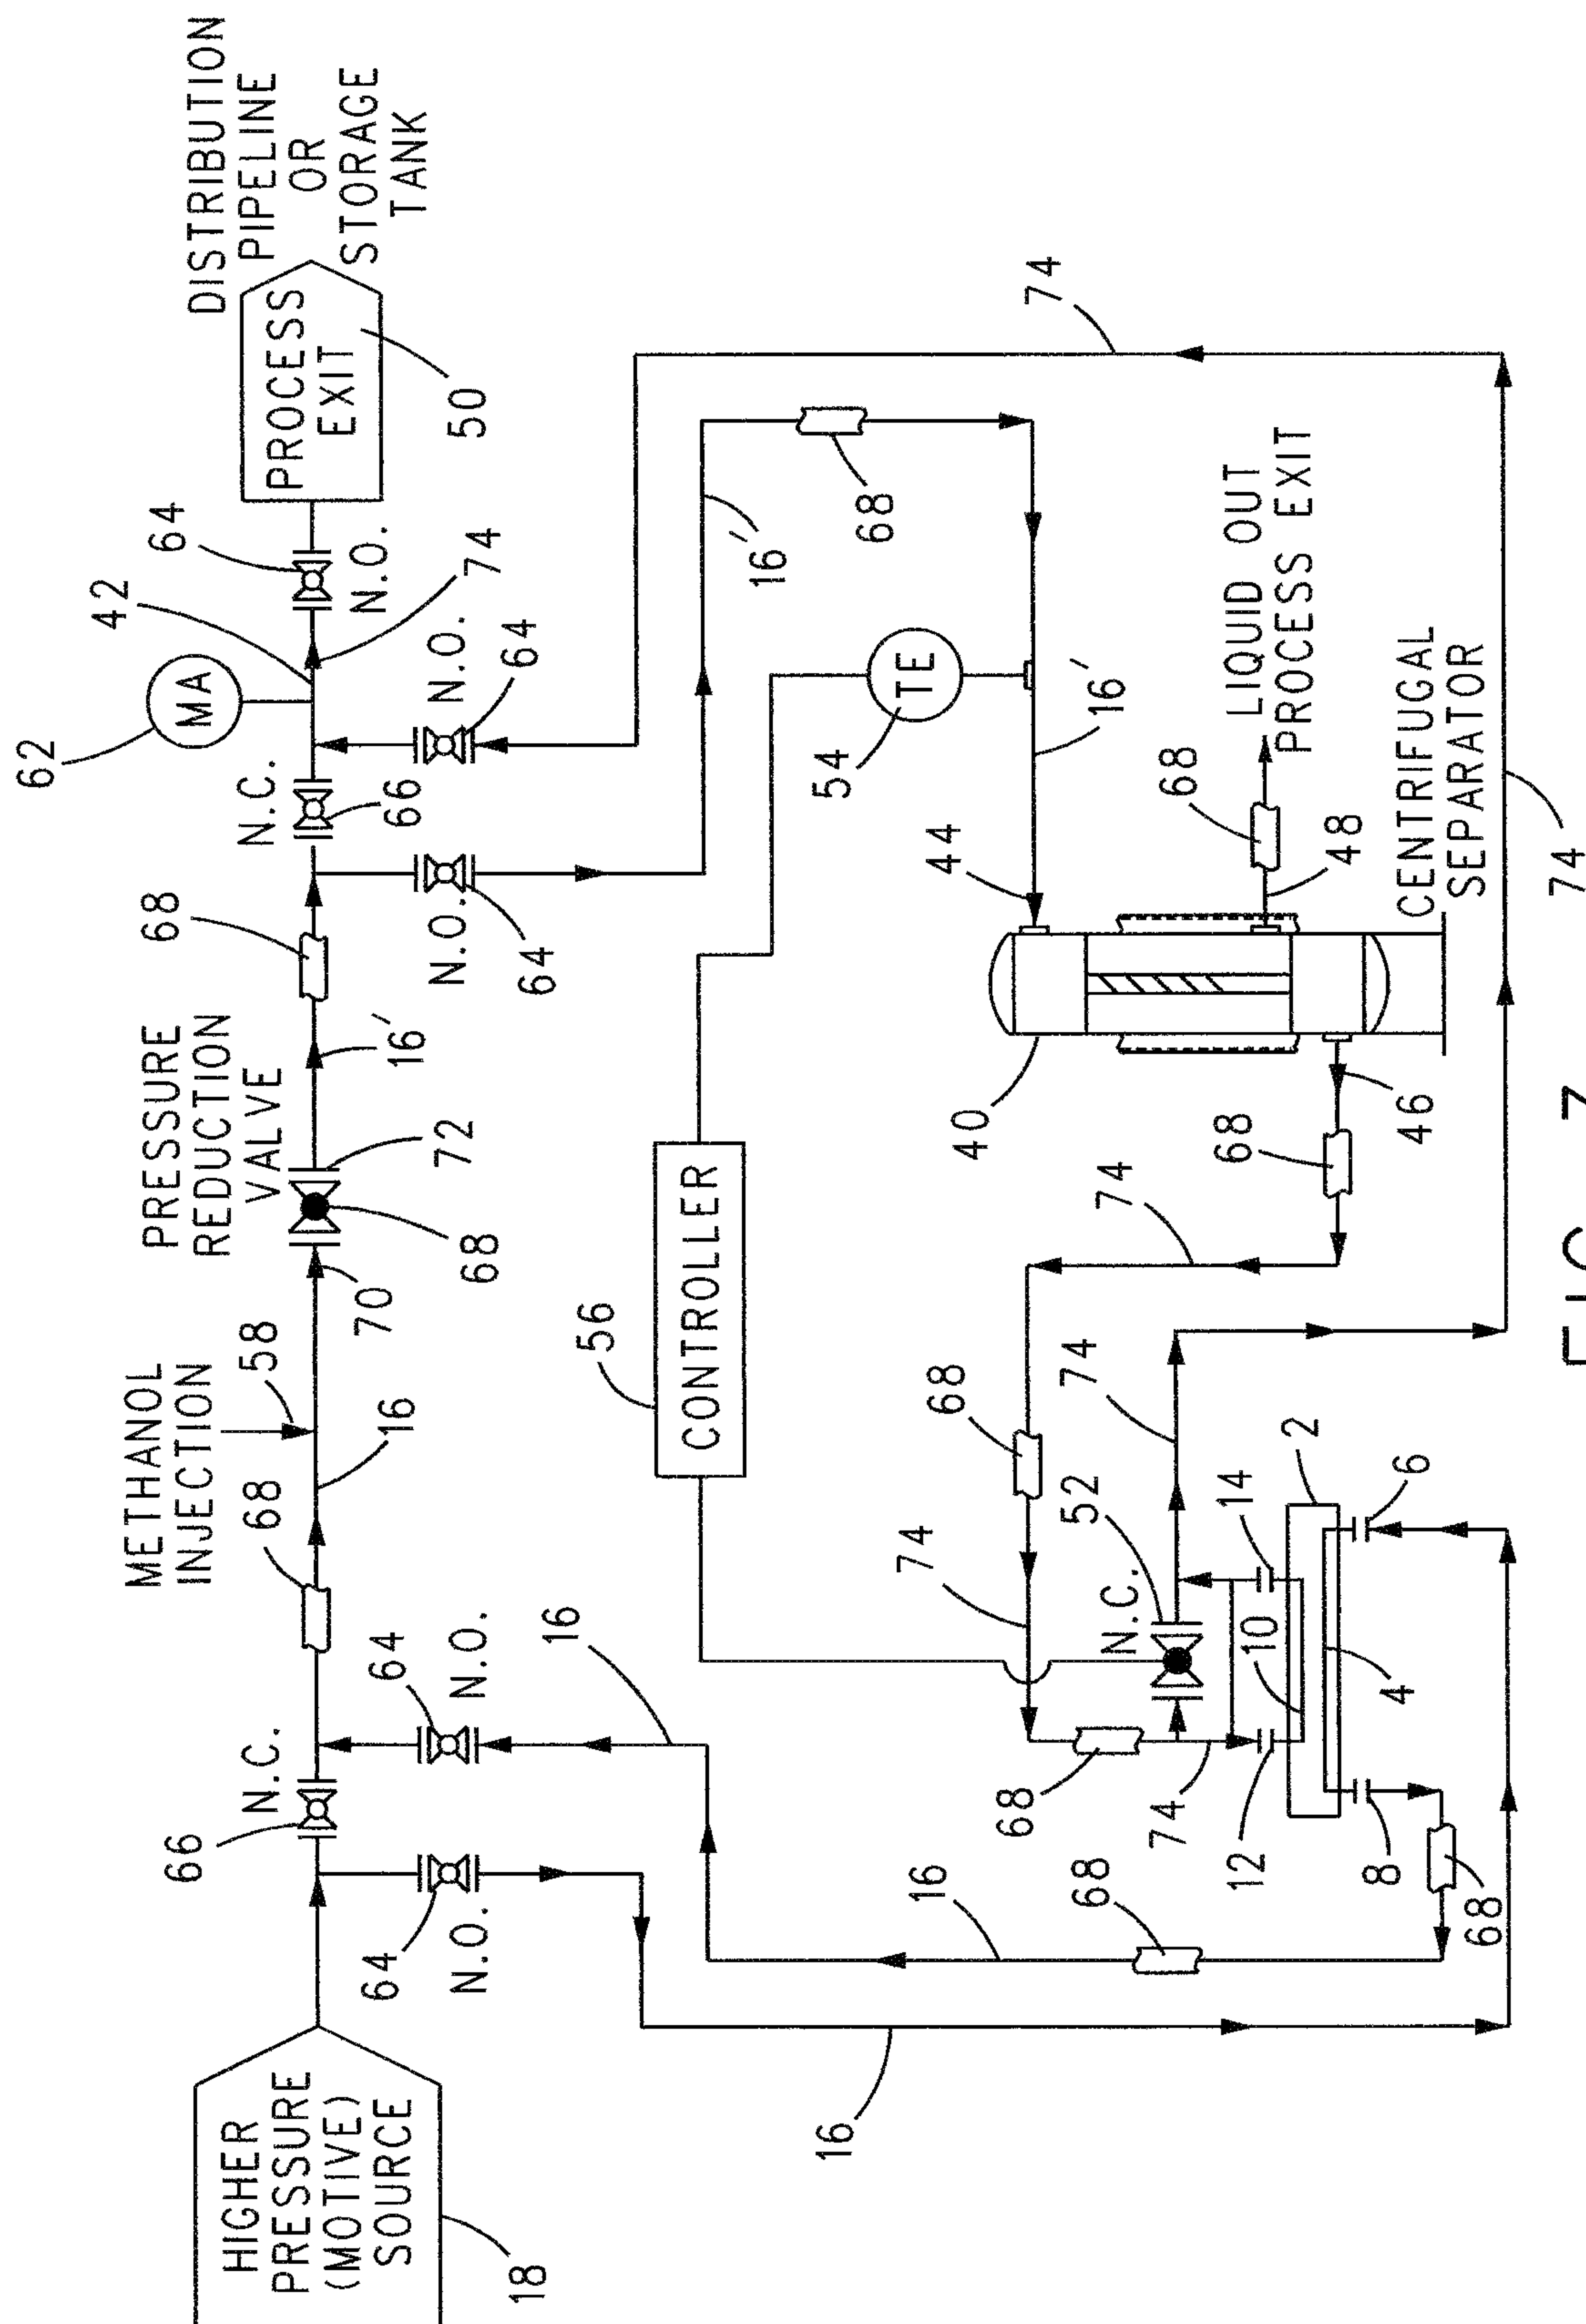 HIGHER
PRESSURE
(MOTIVE)
SOURCE
18
66
N.C.
64
N.O.
64
N.O.
16
16
16
68
METHANOL
INJECTION
58
68
16
70
PRESSURE
REDUCTION
VALVE
68
72
16'
68
N.C.
66
N.O.
64
62
MA
42
64
N.O.
74
N.O.
64
PROCESS
EXIT
50
DISTRIBUTION
PIPELINE
OR
STORAGE
TANK
56
CONTROLLER
54
TE
16'
68
16'
74
44
40
68
48
LIQUID OUT
PROCESS EXIT
CENTRIFUGAL
SEPARATOR
46
68
74
74
68
74
74
52
N.C.
68
74
12
10
14
2
4
6
8
68
74